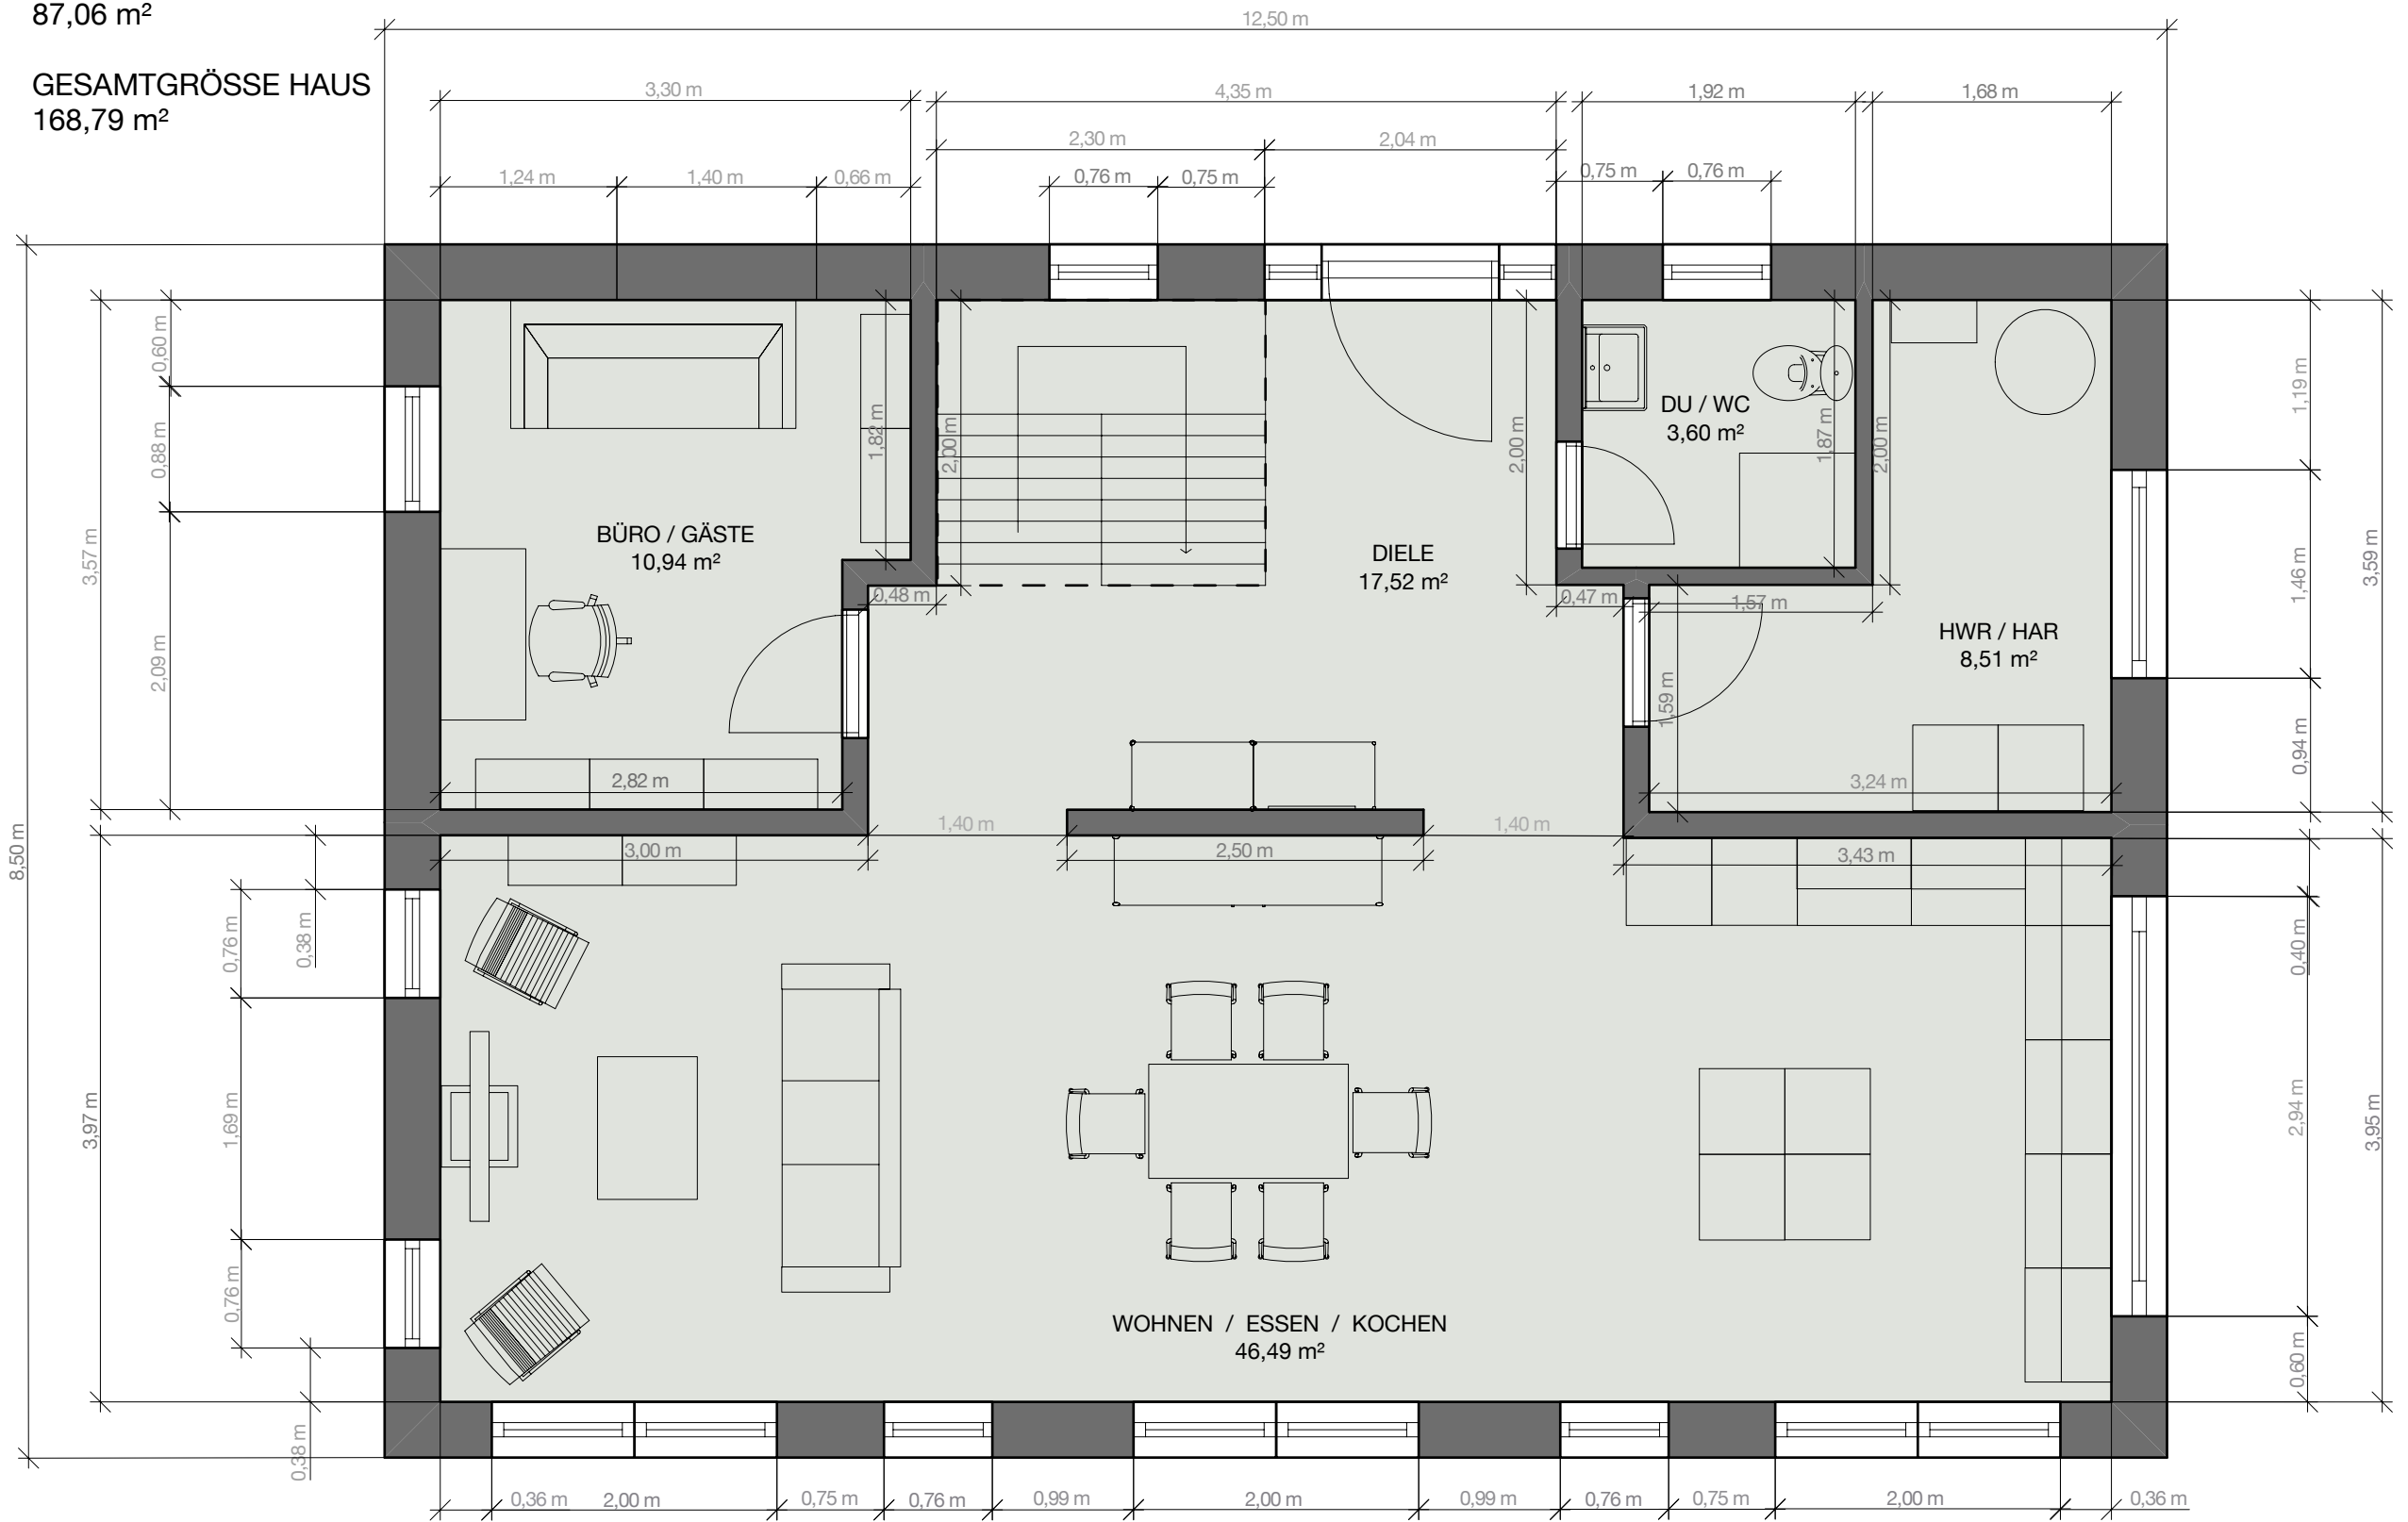 87,06 m²
GESAMTGRÖSSE HAUS
168,79 m²
12,50 m
3,30 m
4,35 m
1,92 m
1,68 m
2,30 m
2,04 m
1,24 m
1,40 m
0,66 m
0,76 m
0,75 m
0,75 m
0,76 m
0,60 m
0,88 m
2,09 m
3,57 m
8,50 m
1,82 m
2,00 m
2,00 m
1,87 m
2,00 m
DU / WC
3,60 m²
BÜRO / GÄSTE
10,94 m²
DIELE
17,52 m²
HWR / HAR
8,51 m²
0,48 m
0,47 m
1,57 m
1,59 m
1,19 m
1,46 m
0,94 m
3,59 m
2,82 m
3,24 m
1,40 m
1,40 m
3,00 m
2,50 m
3,43 m
0,38 m
0,76 m
1,69 m
0,76 m
0,38 m
3,97 m
0,40 m
2,94 m
0,60 m
3,95 m
WOHNEN / ESSEN / KOCHEN
46,49 m²
0,36 m
2,00 m
0,75 m
0,76 m
0,99 m
2,00 m
0,99 m
0,76 m
0,75 m
2,00 m
0,36 m